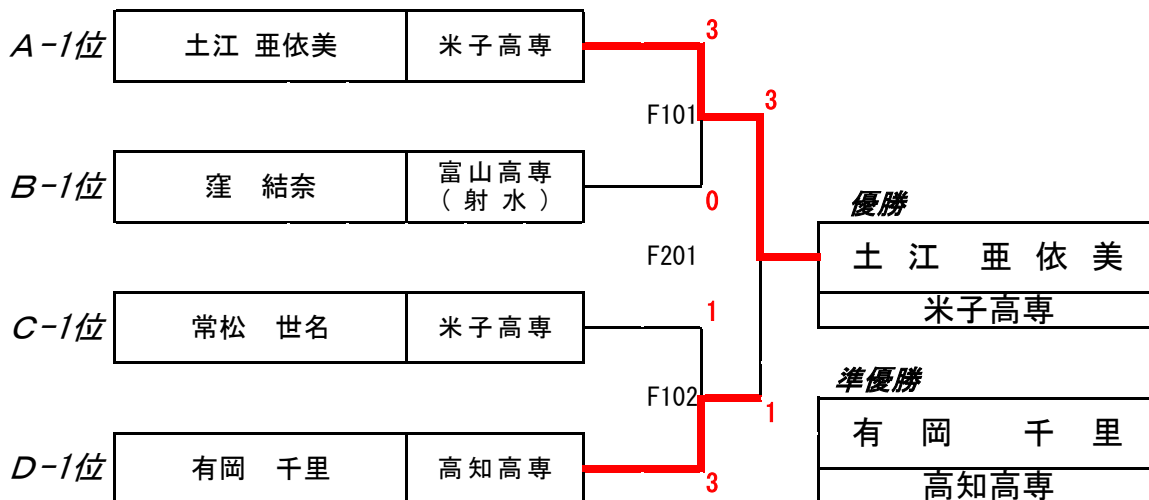 A-1位 土江 亜依美 米子高専
3
F101
3
B-1位 窪 結奈 富山高専
(射水)
0
優勝
土江 亜依美
米子高専
F201
C-1位 常松 世名 米子高専
1
準優勝
F102
1
有岡 千里
高知高専
D-1位 有岡 千里 高知高専
3